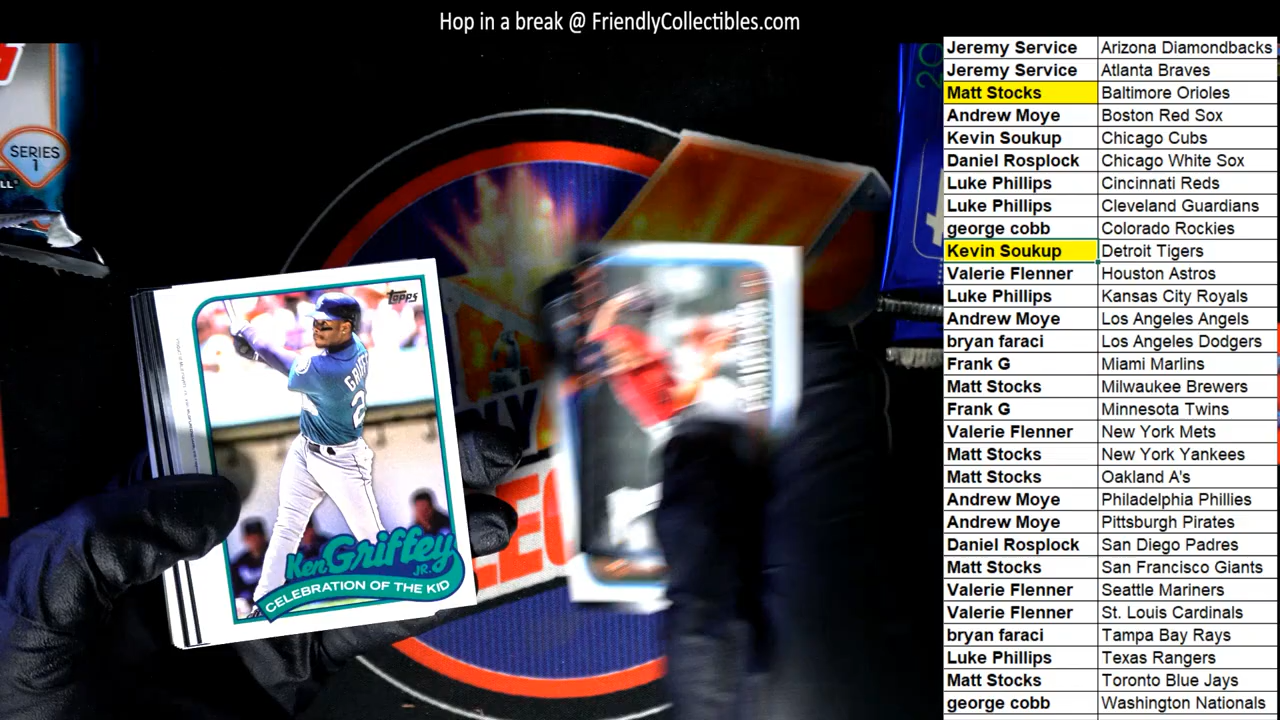 Hop in a break @ FriendlyCollectibles.com
SERIES
1
topps
Ken Griffey
JR.
CELEBRATION OF THE KID
Jeremy Service Arizona Diamondbacks
Jeremy Service Atlanta Braves
Matt Stocks Baltimore Orioles
Andrew Moye Boston Red Sox
Kevin Soukup Chicago Cubs
Daniel Rosplock Chicago White Sox
Luke Phillips Cincinnati Reds
Luke Phillips Cleveland Guardians
george cobb Colorado Rockies
Kevin Soukup Detroit Tigers
Valerie Flenner Houston Astros
Luke Phillips Kansas City Royals
Andrew Moye Los Angeles Angels
bryan faraci Los Angeles Dodgers
Frank G Miami Marlins
Matt Stocks Milwaukee Brewers
Frank G Minnesota Twins
Valerie Flenner New York Mets
Matt Stocks New York Yankees
Matt Stocks Oakland A's
Andrew Moye Philadelphia Phillies
Andrew Moye Pittsburgh Pirates
Daniel Rosplock San Diego Padres
Matt Stocks San Francisco Giants
Valerie Flenner Seattle Mariners
Valerie Flenner St. Louis Cardinals
bryan faraci Tampa Bay Rays
Luke Phillips Texas Rangers
Matt Stocks Toronto Blue Jays
george cobb Washington Nationals